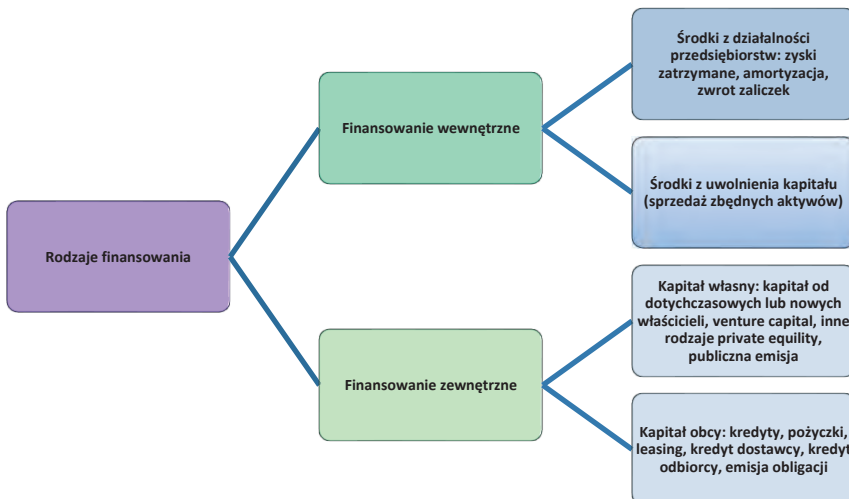 Środki z działalności
przedsiębiorstw: zyski
zatrzymane, amortyzacja,
zwrot zaliczek
Finansowanie wewnętrzne
Środki z uwolnienia kapitału
(sprzedaż zbędnych aktywów)
Rodzaje finansowania
Kapitał własny: kapitał od
dotychczasowych lub nowych
właścicieli, venture capital, inne
rodzaje private equility,
publiczna emisja
Finansowanie zewnętrzne
Kapitał obcy: kredyty, pożyczki,
leasing, kredyt dostawcy, kredyt
odbiorcy, emisja obligacji